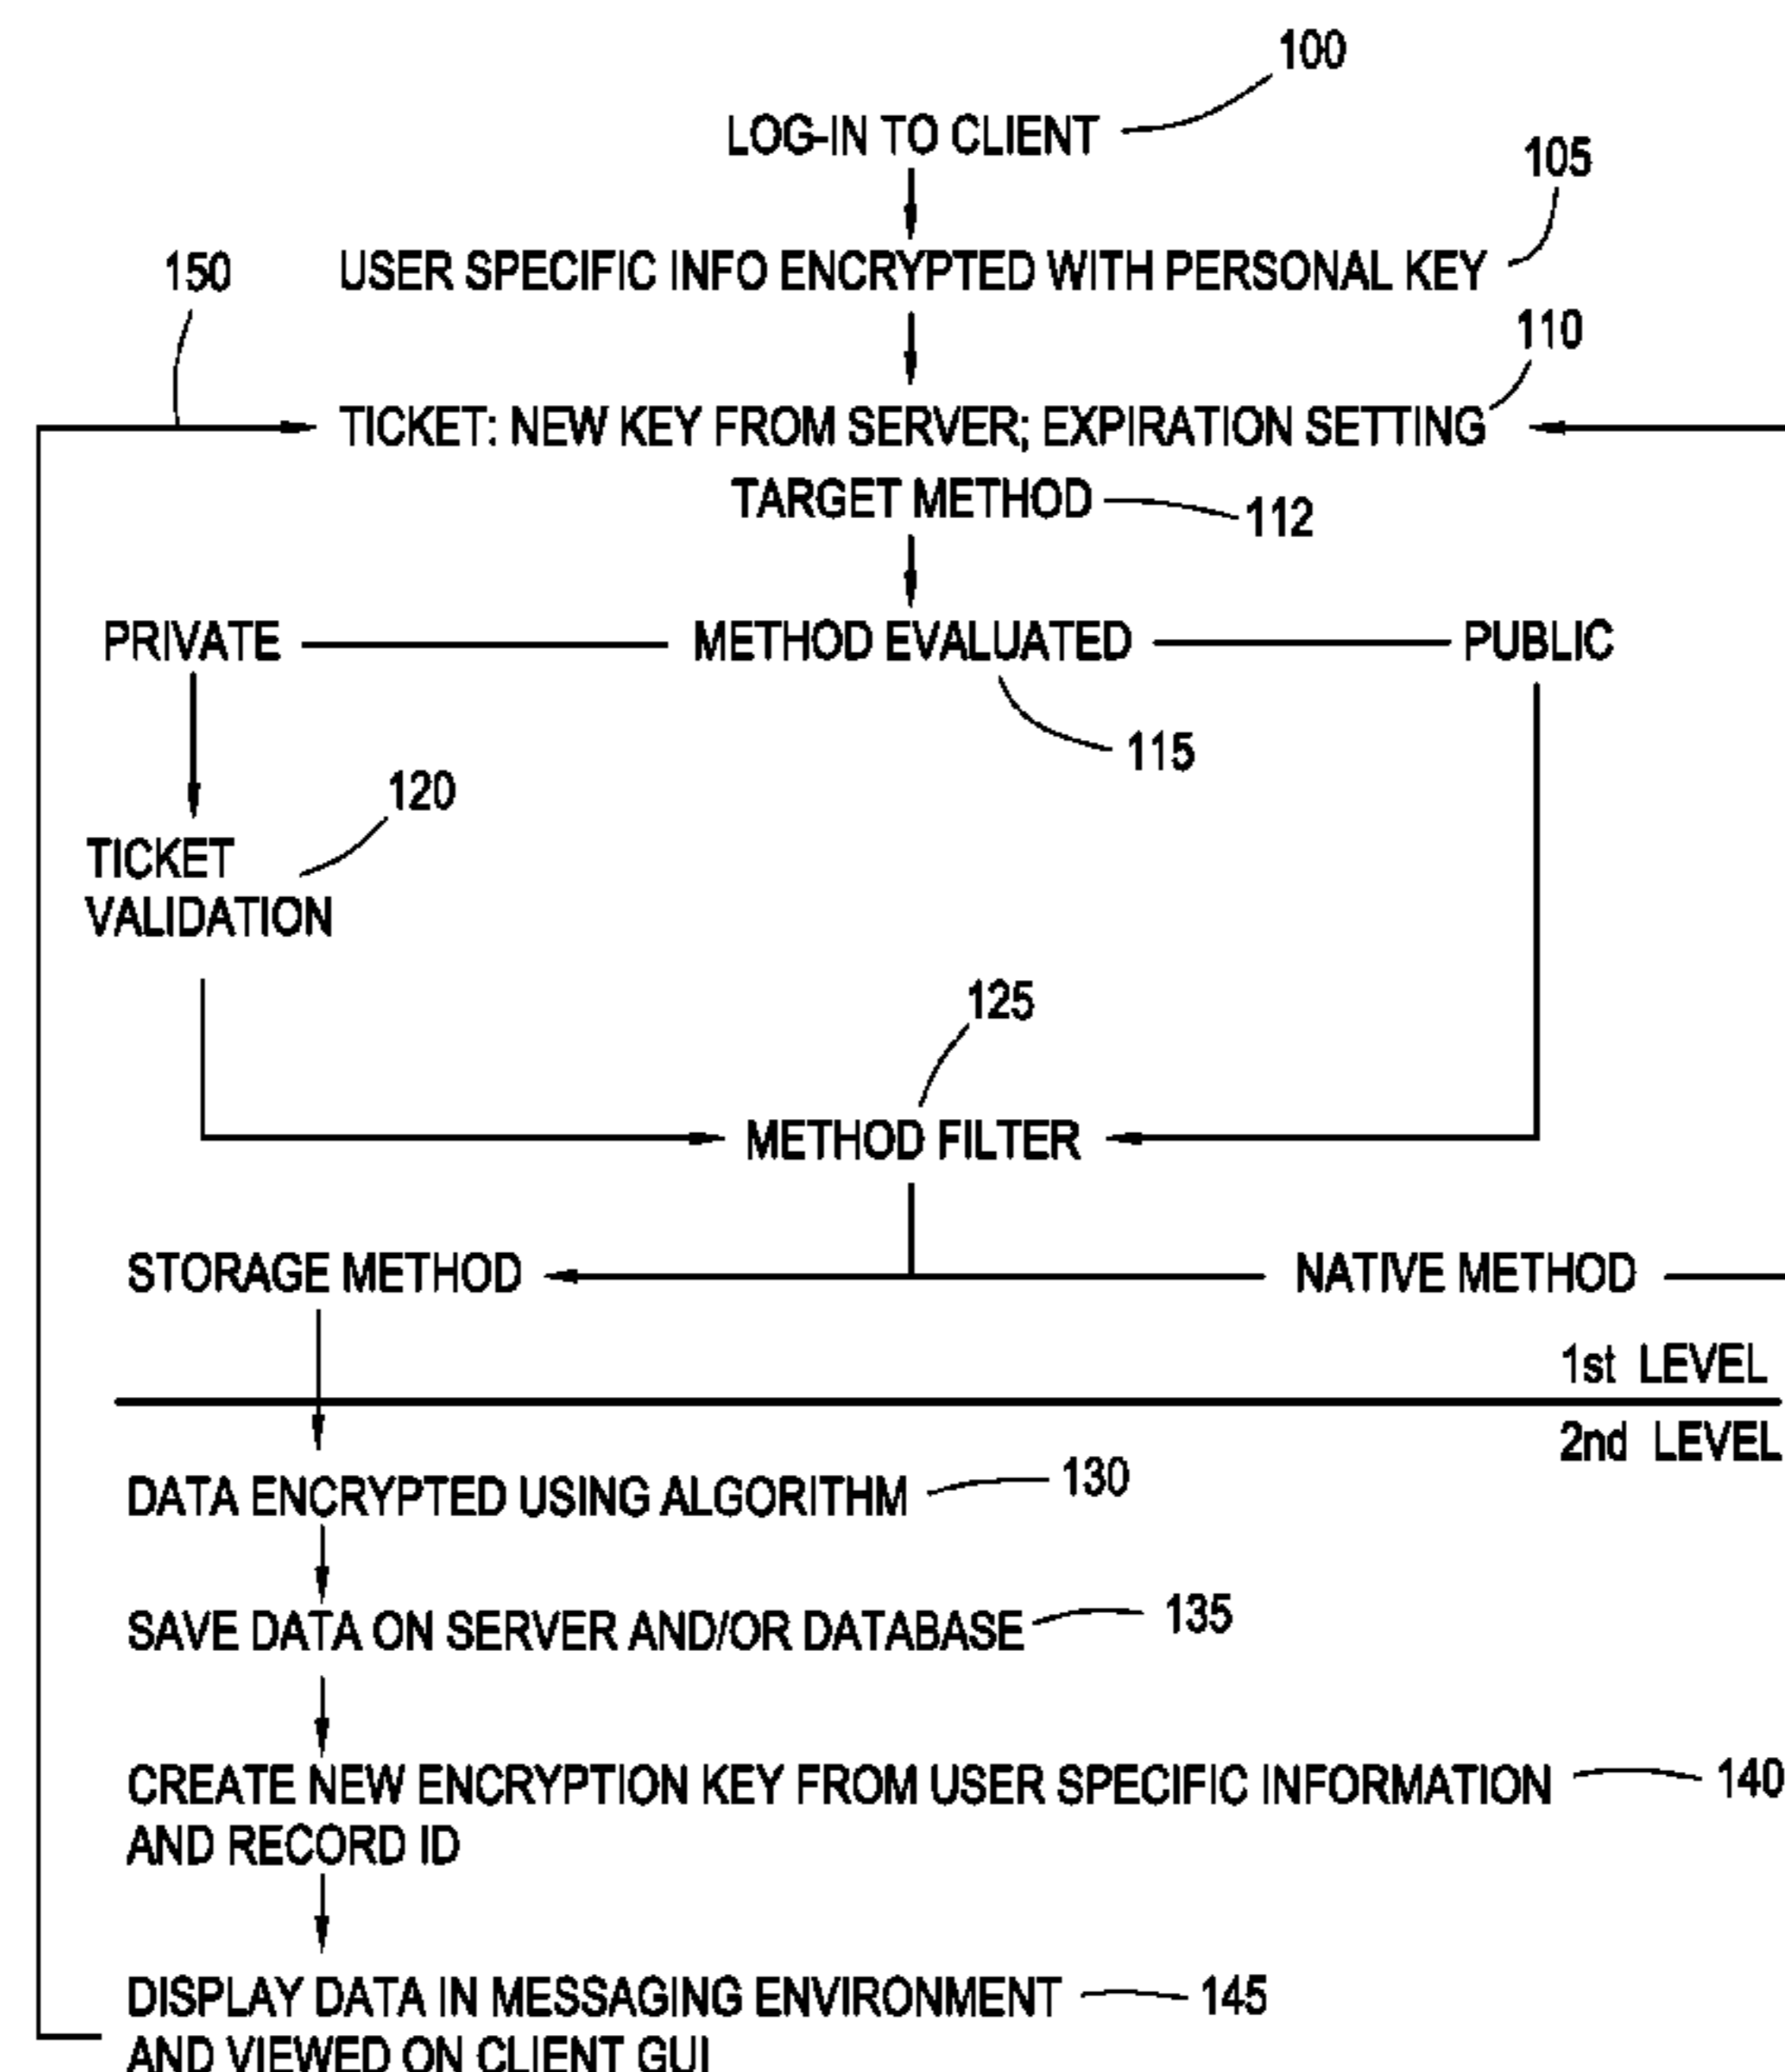 100
LOG-IN TO CLIENT
105
USER SPECIFIC INFO ENCRYPTED WITH PERSONAL KEY
150
110
TICKET: NEW KEY FROM SERVER; EXPIRATION SETTING
TARGET METHOD
112
PRIVATE
METHOD EVALUATED
PUBLIC
115
120
TICKET
VALIDATION
125
METHOD FILTER
STORAGE METHOD
NATIVE METHOD
1st LEVEL
2nd LEVEL
DATA ENCRYPTED USING ALGORITHM
130
SAVE DATA ON SERVER AND/OR DATABASE
135
CREATE NEW ENCRYPTION KEY FROM USER SPECIFIC INFORMATION
140
AND RECORD ID
DISPLAY DATA IN MESSAGING ENVIRONMENT
145
AND VIEWED ON CLIENT GUI